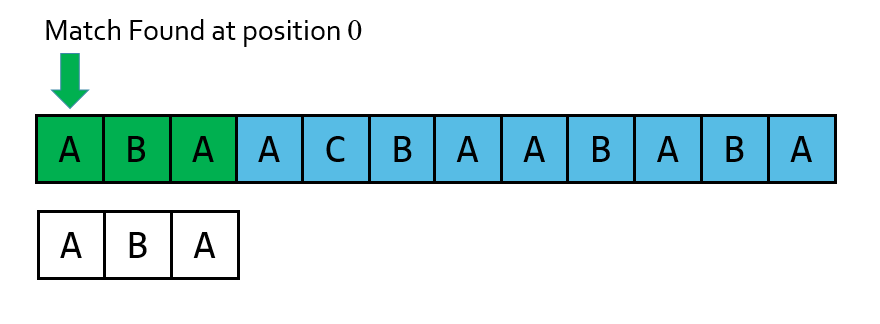 Match Found at position 0
A B A A C B A A B A B A
A B A